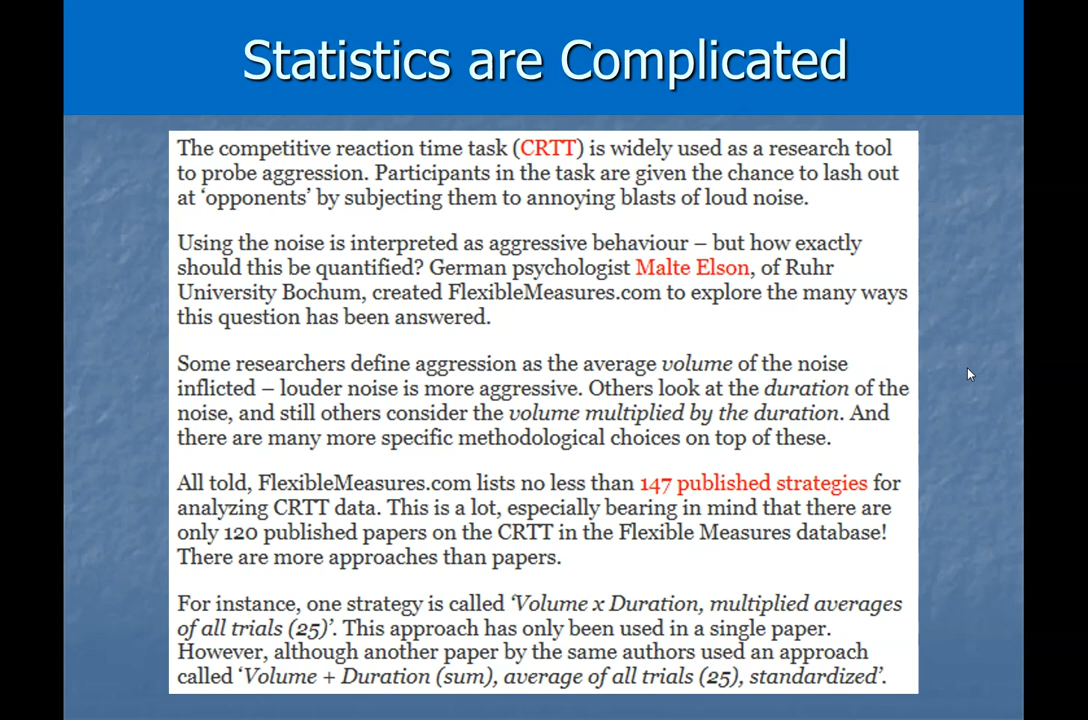 Statistics are Complicated
The competitive reaction time task (CRTT) is widely used as a research tool
to probe aggression. Participants in the task are given the chance to lash out
at ‘opponents’ by subjecting them to annoying blasts of loud noise.
Using the noise is interpreted as aggressive behaviour – but how exactly
should this be quantified? German psychologist Malte Elson, of Ruhr
University Bochum, created FlexibleMeasures.com to explore the many ways
this question has been answered.
Some researchers define aggression as the average volume of the noise
inflicted – louder noise is more aggressive. Others look at the duration of the
noise, and still others consider the volume multiplied by the duration. And
there are many more specific methodological choices on top of these.
All told, FlexibleMeasures.com lists no less than 147 published strategies for
analyzing CRTT data. This is a lot, especially bearing in mind that there are
only 120 published papers on the CRTT in the Flexible Measures database!
There are more approaches than papers.
For instance, one strategy is called ‘Volume x Duration, multiplied averages
of all trials (25)’. This approach has only been used in a single paper.
However, although another paper by the same authors used an approach
called ‘Volume + Duration (sum), average of all trials (25), standardized’.